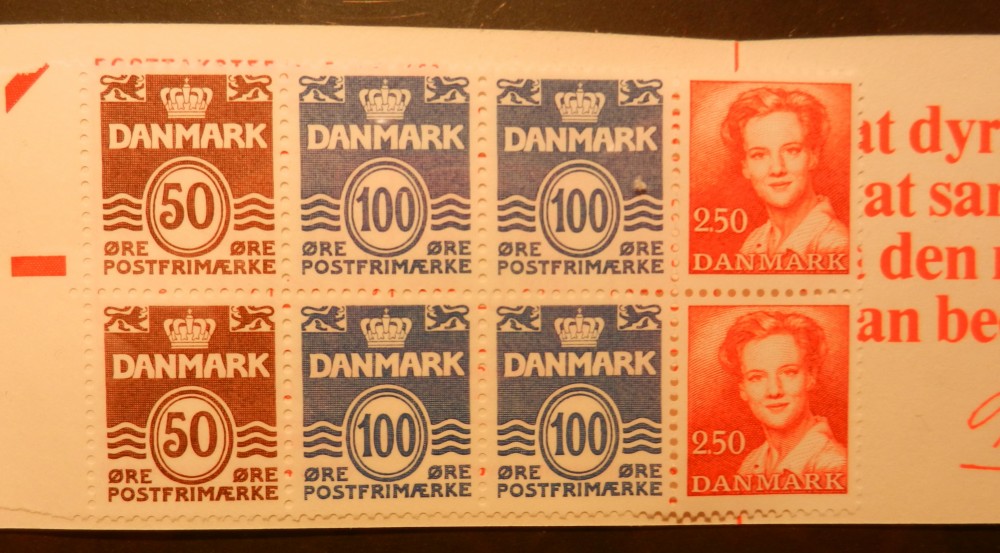 DANMARK
50
ØRE ØRE
POSTFRIMÆRKE
DANMARK
100
ØRE ØRE
POSTFRIMÆRKE
DANMARK
100
ØRE ØRE
POSTFRIMÆRKE
2.50
DANMARK
DANMARK
50
ØRE ØRE
POSTFRIMÆRKE
DANMARK
100
ØRE ØRE
POSTFRIMÆRKE
DANMARK
100
ØRE ØRE
POSTFRIMÆRKE
2.50
DANMARK
at dyr
at san
den
an be